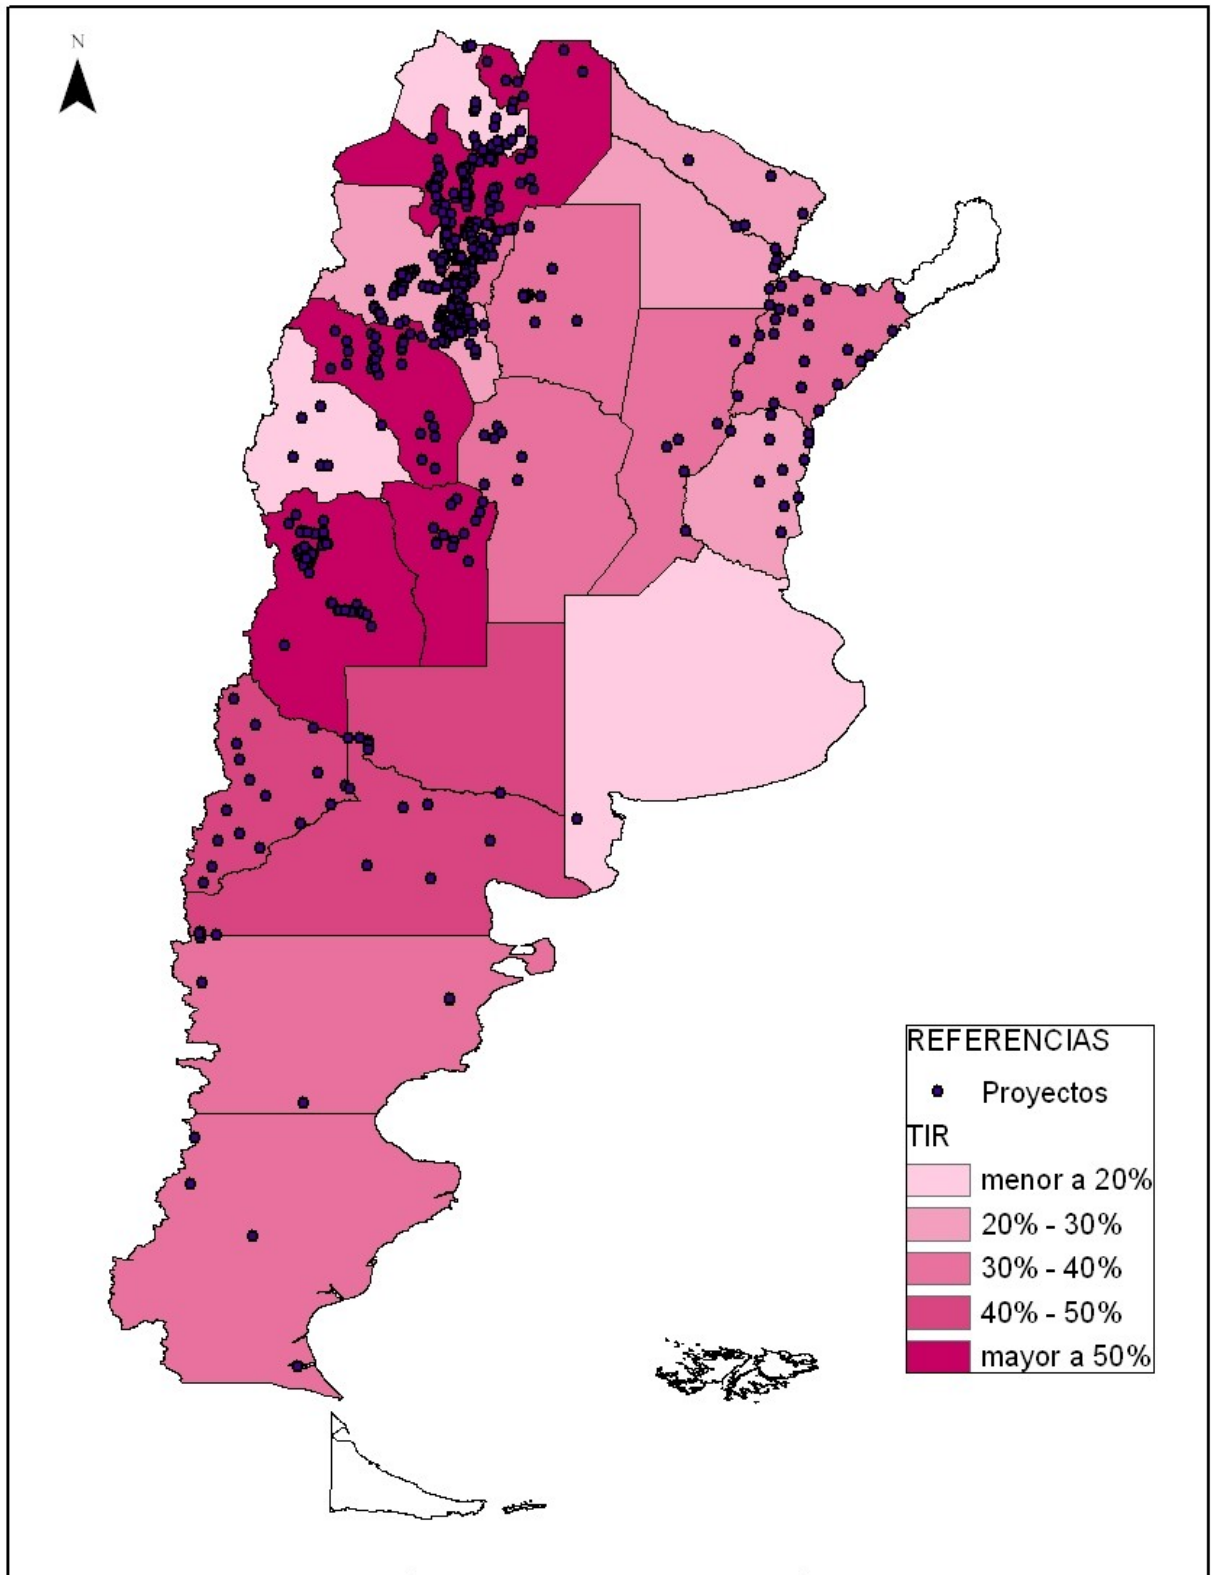 N
REFERENCIAS
Proyectos
TIR
menor a 20%
20% - 30%
30% - 40%
40% - 50%
mayor a 50%